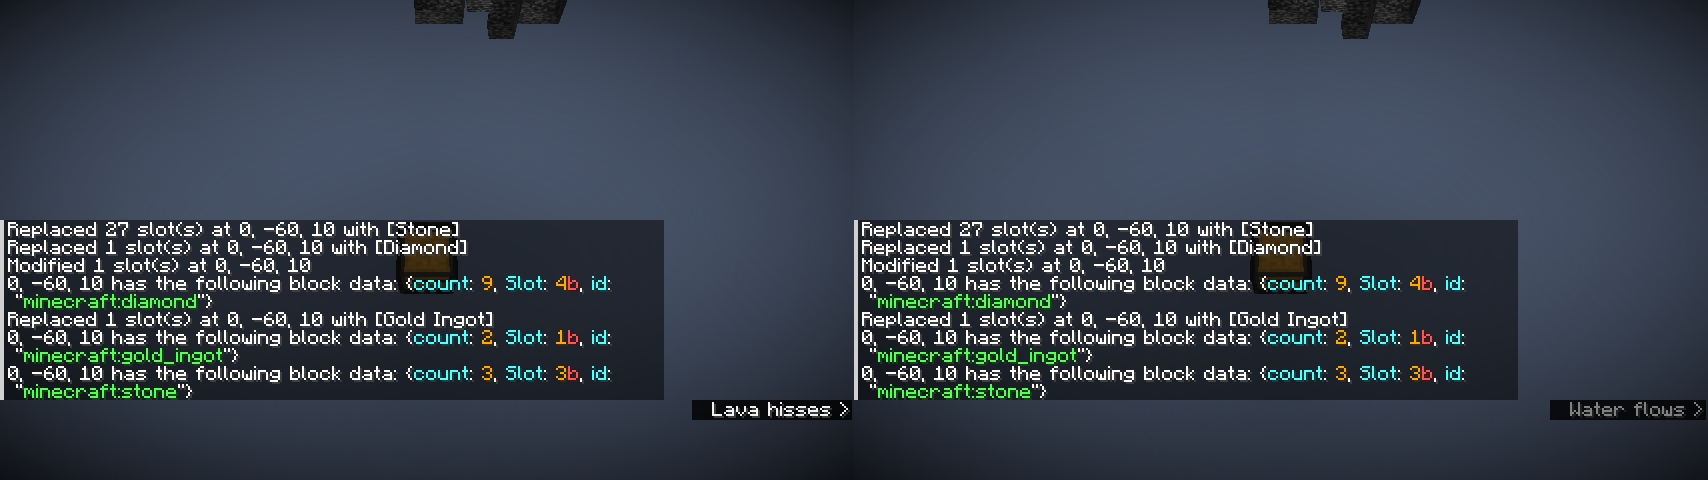 Replaced 27 slot(s) at 0, -60, 10 with [Stone]
Replaced 1 slot(s) at 0, -60, 10 with [Diamond]
Modified 1 slot(s) at 0, -60, 10
0, -60, 10 has the following block data: {count: 9, Slot: 4b, id:
"minecraft:diamond"}
Replaced 1 slot(s) at 0, -60, 10 with [Gold Ingot]
0, -60, 10 has the following block data: {count: 2, Slot: 1b, id:
"minecraft:gold_ingot"}
0, -60, 10 has the following block data: {count: 3, Slot: 3b, id:
"minecraft:stone"}
Lava hisses >
Replaced 27 slot(s) at 0, -60, 10 with [Stone]
Replaced 1 slot(s) at 0, -60, 10 with [Diamond]
Modified 1 slot(s) at 0, -60, 10
0, -60, 10 has the following block data: {count: 9, Slot: 4b, id:
"minecraft:diamond"}
Replaced 1 slot(s) at 0, -60, 10 with [Gold Ingot]
0, -60, 10 has the following block data: {count: 2, Slot: 1b, id:
"minecraft:gold_ingot"}
0, -60, 10 has the following block data: {count: 3, Slot: 3b, id:
"minecraft:stone"}
Water flows >